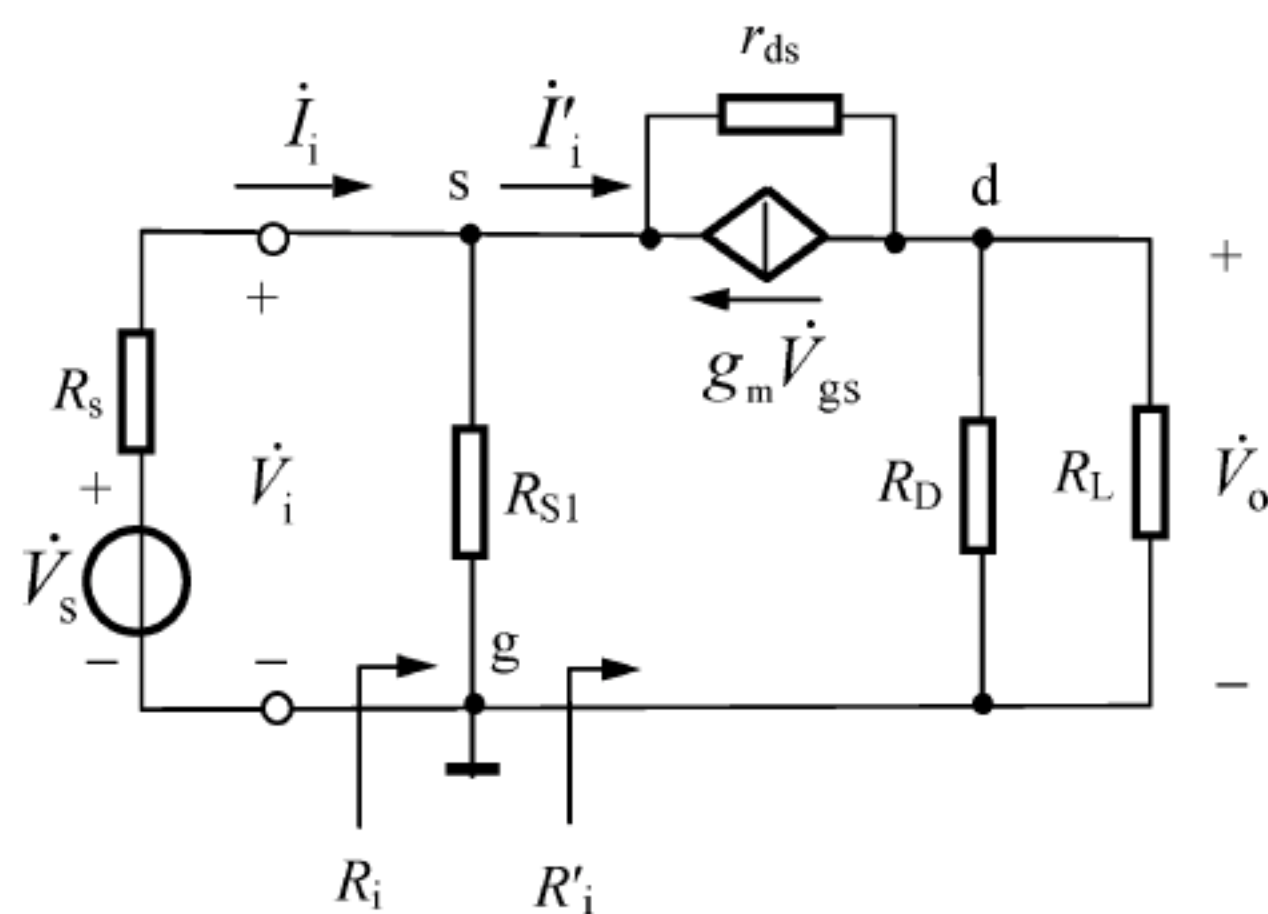 r_ds
İ_i
İ'_i
s
d
+
+
g_m V̇_gs
R_s
+
V̇_i
R_S1
R_D
R_L
V̇_o
V̇_s
−
−
g
−
R_i
R'_i